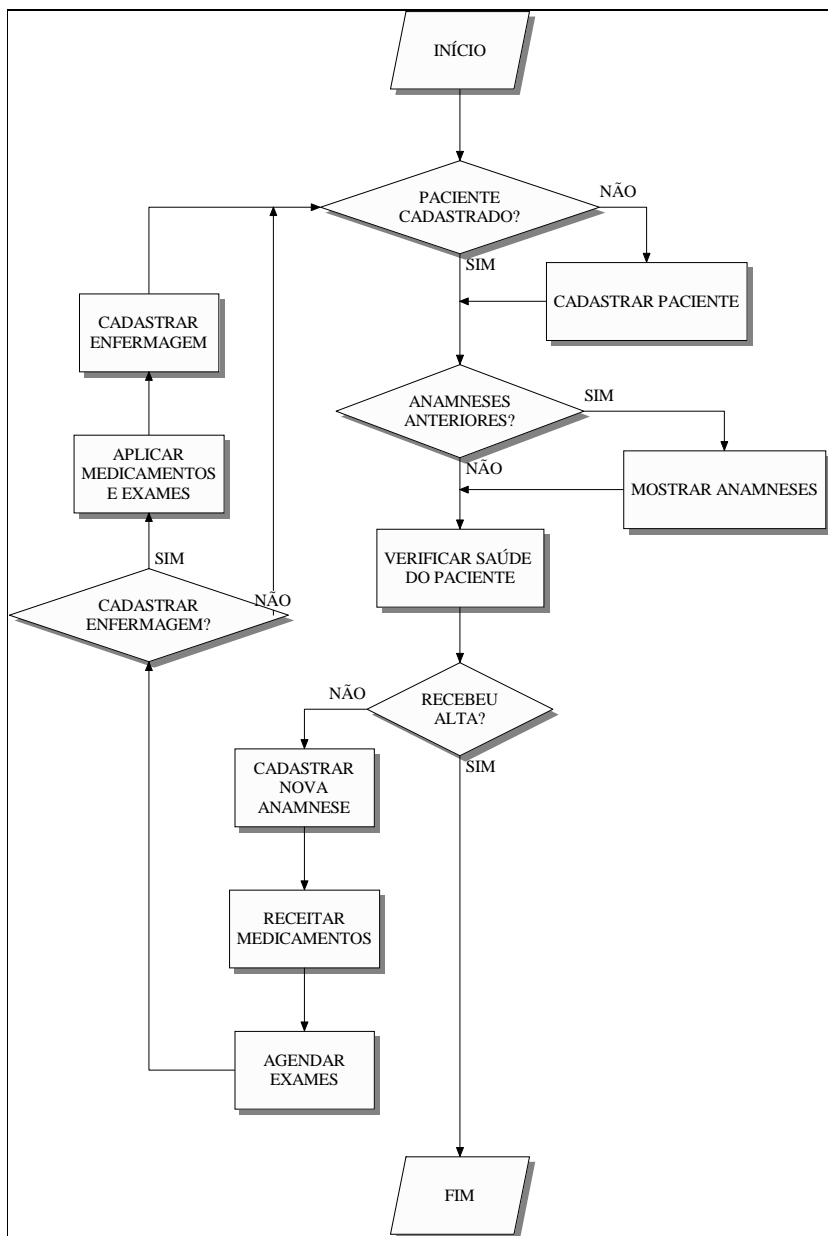 INÍCIO
PACIENTE
CADASTRADO?
NÃO
SIM
CADASTRAR PACIENTE
ANAMNESES
ANTERIORES?
SIM
NÃO
MOSTRAR ANAMNESES
VERIFICAR SAÚDE
DO PACIENTE
RECEBEU
ALTA?
NÃO
SIM
CADASTRAR
NOVA
ANAMNESE
RECEITAR
MEDICAMENTOS
AGENDAR
EXAMES
CADASTRAR
ENFERMAGEM?
NÃO
SIM
APLICAR
MEDICAMENTOS
E EXAMES
CADASTRAR
ENFERMAGEM
FIM